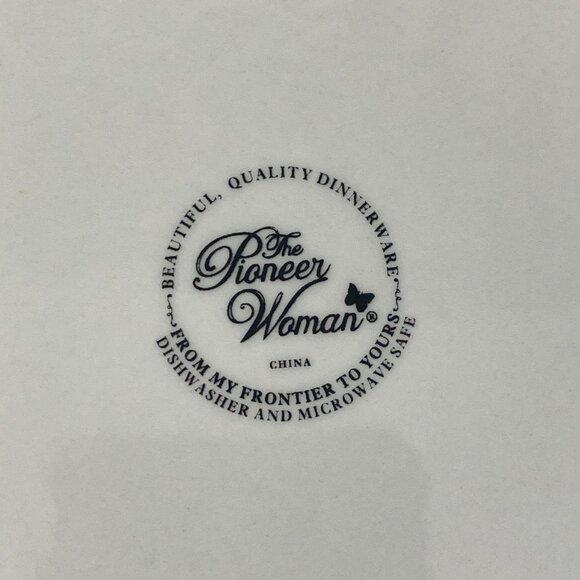 BEAUTIFUL, QUALITY DINNERWARE
The
Pioneer
Woman®
CHINA
FROM MY FRONTIER TO YOURS
DISHWASHER AND MICROWAVE SAFE